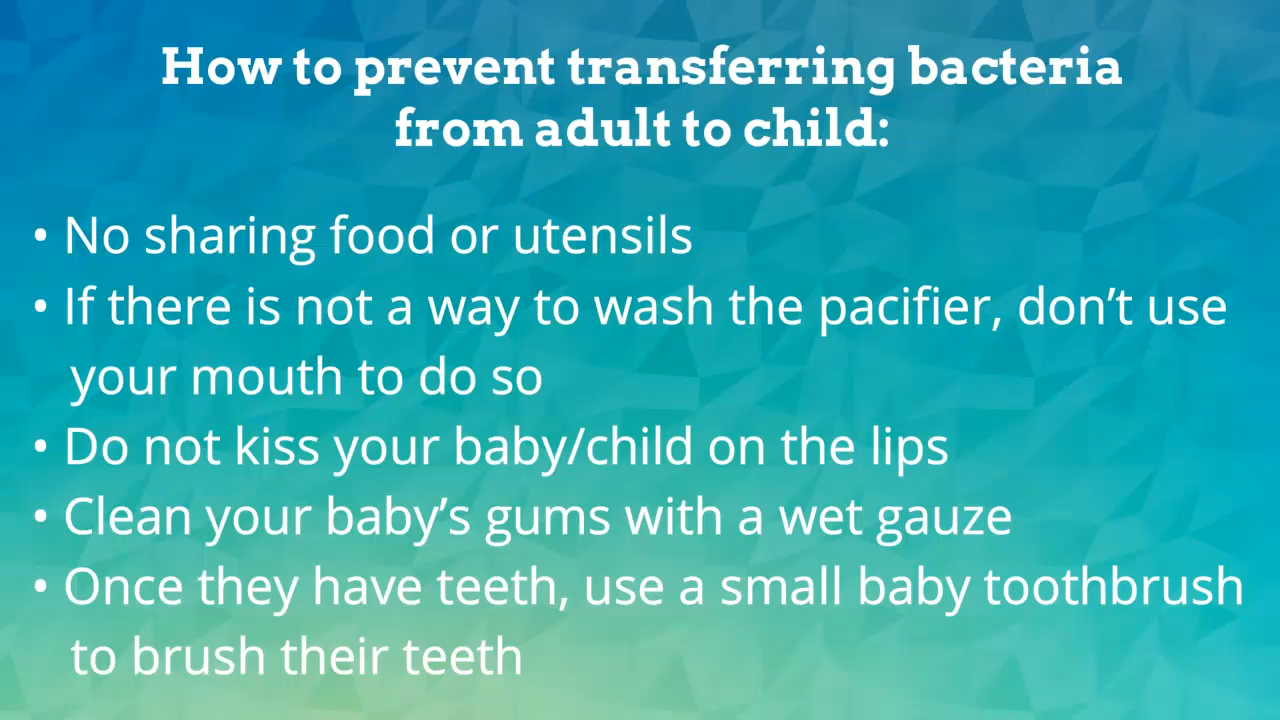 How to prevent transferring bacteria
from adult to child:
• No sharing food or utensils
• If there is not a way to wash the pacifier, don’t use
your mouth to do so
• Do not kiss your baby/child on the lips
• Clean your baby’s gums with a wet gauze
• Once they have teeth, use a small baby toothbrush
to brush their teeth